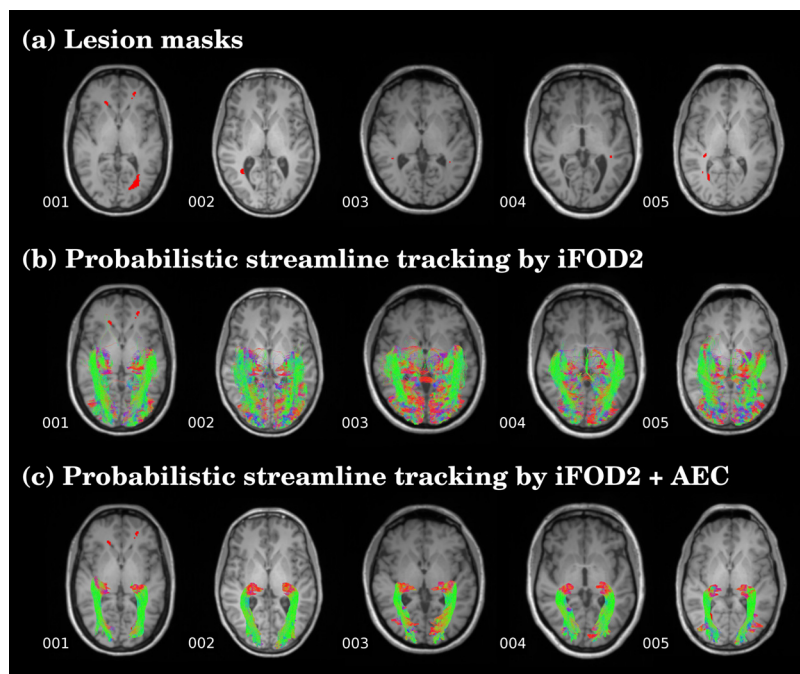 (a) Lesion masks
001 002 003 004 005
(b) Probabilistic streamline tracking by iFOD2
001 002 003 004 005
(c) Probabilistic streamline tracking by iFOD2 + AEC
001 002 003 004 005